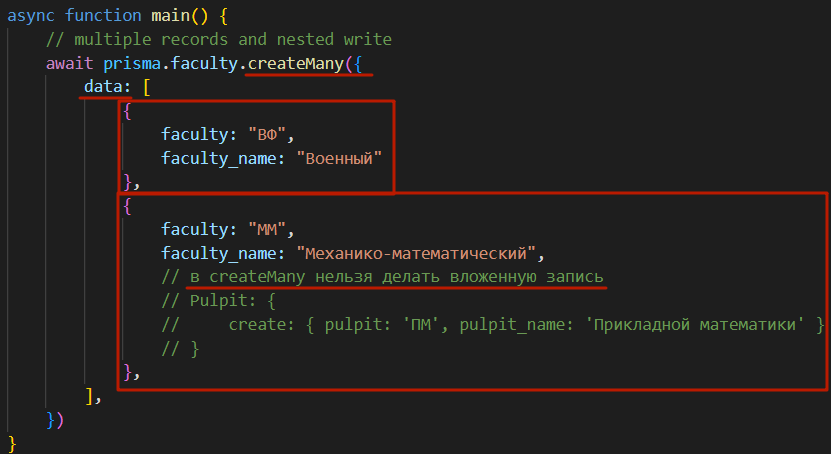 async function main() {
    // multiple records and nested write
    await prisma.faculty.createMany({
        data: [
            {
                faculty: "ВФ",
                faculty_name: "Военный"
            },
            {
                faculty: "ММ",
                faculty_name: "Механико-математический",
                // в createMany нельзя делать вложенную запись
                // Pulpit: {
                //     create: { pulpit: 'ПМ', pulpit_name: 'Прикладной математики' }
                // }
            },
        ],
    })
}